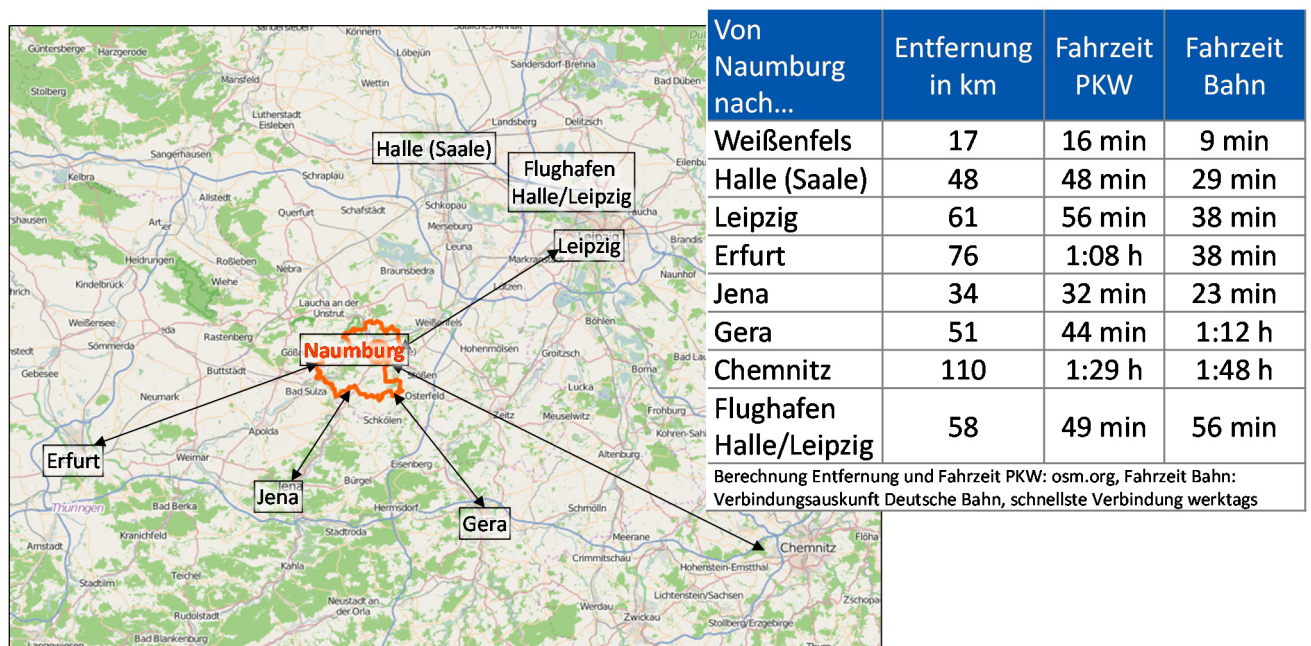 Güntersberge
Harzgerode
Könnern
Löbejün
Sandersdorf-Brehna
Bad Düben
Stolberg
Mansfeld
Wettin
Lutherstadt
Eisleben
Landsberg
Delitzsch
Halle (Saale)
Sangerhausen
Flughafen
Halle/Leipzig
Kelbra
Schraplau
Allstedt
Schkopau
Querfurt
Schafstädt
Merseburg
Leipzig
Brandis
Heldrungen
Roßleben
Nebra
Leuna
Braunsbedra
Naunhof
Kindelbrück
Wiehe
Lützen
Laucha an der
Unstrut
Weißensee
Weißenfels
Böhlen
Rastenberg
Sömmerda
Naumburg
Hohenmölsen
Groitzsch
Gebesee
Buttstädt
Stößen
Borna
Bad Sulza
Osterfeld
Lucka
Neumark
Zeitz
Meuselwitz
Frohburg
Schkölen
Apolda
Erfurt
Weimar
Eisenberg
Altenburg
Jena
Bürgel
Thüringen
Bad Berka
Hermsdorf
Gera
Schmölln
Kranichfeld
Stadtroda
Meerane
Arnstadt
Crimmitschau
Chemnitz
Flöha
Kahla
Hohenstein-Ernstthal
Stadtilm
Teichel
Lichtenstein/Sachsen
Neustadt an
der Orla
Werdau
Zschopau
Rudolstadt
Zwickau
Stollberg/Erzgebirge
Bad Blankenburg
Von
Naumburg
nach...
Entfernung
in km
Fahrzeit
PKW
Fahrzeit
Bahn
Weißenfels 17 16 min 9 min
Halle (Saale) 48 48 min 29 min
Leipzig 61 56 min 38 min
Erfurt 76 1:08 h 38 min
Jena 34 32 min 23 min
Gera 51 44 min 1:12 h
Chemnitz 110 1:29 h 1:48 h
Flughafen
Halle/Leipzig 58 49 min 56 min
Berechnung Entfernung und Fahrzeit PKW: osm.org, Fahrzeit Bahn:
Verbindungsauskunft Deutsche Bahn, schnellste Verbindung werktags